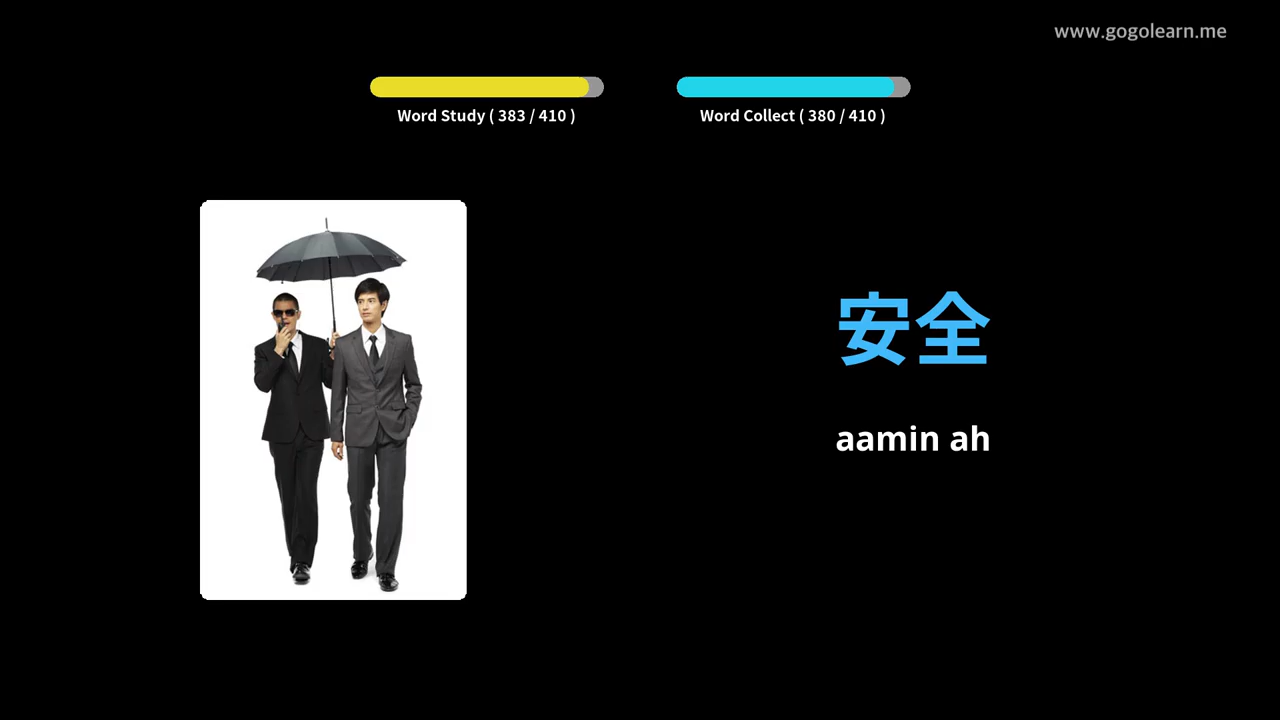 www.gogolearn.me
Word Study ( 383 / 410 )
Word Collect ( 380 / 410 )
安全
aamin ah